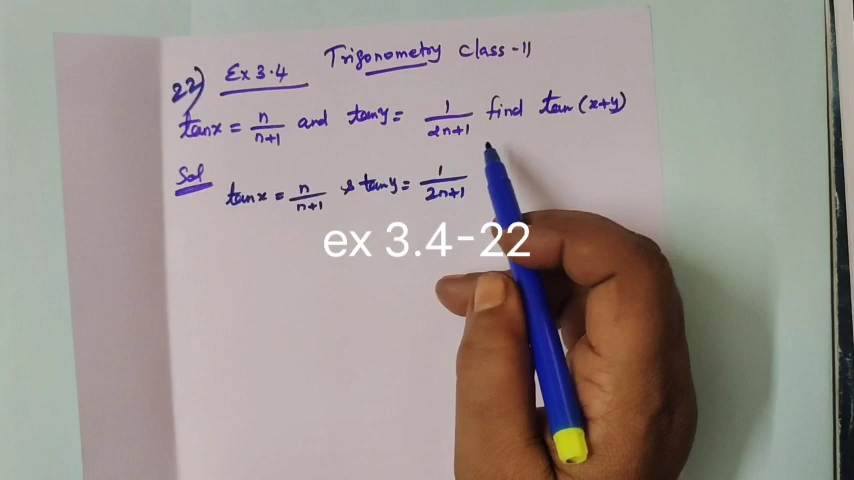 22) Ex 3.4 Trigonometry class-11
tanx = n/n+1 and tany = 1/2n+1 find tan (x+y)
Sol
tanx = n/n+1 & tany = 1/2n+1
ex 3.4-22